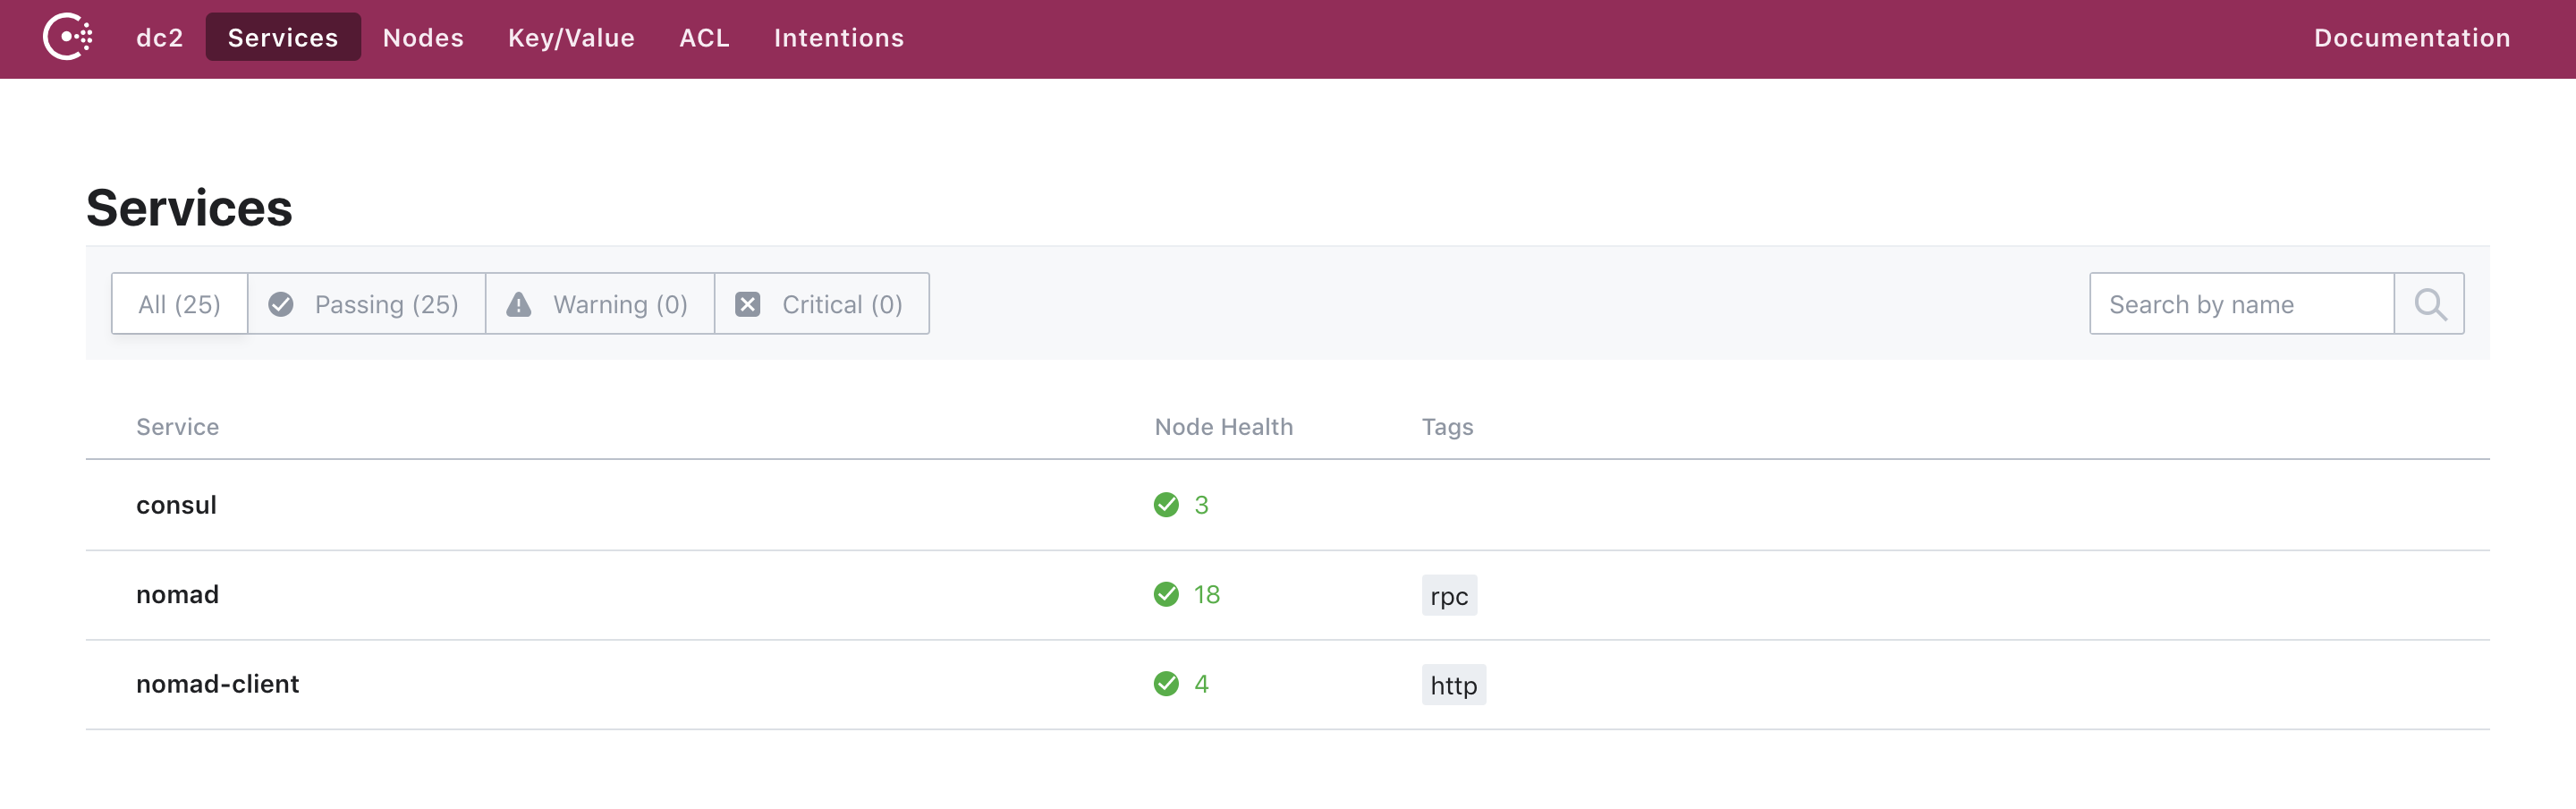 dc2 Services Nodes Key/Value ACL Intentions Documentation
Services
All (25) Passing (25) Warning (0) Critical (0) Search by name
Service Node Health Tags
consul 3
nomad 18 rpc
nomad-client 4 http